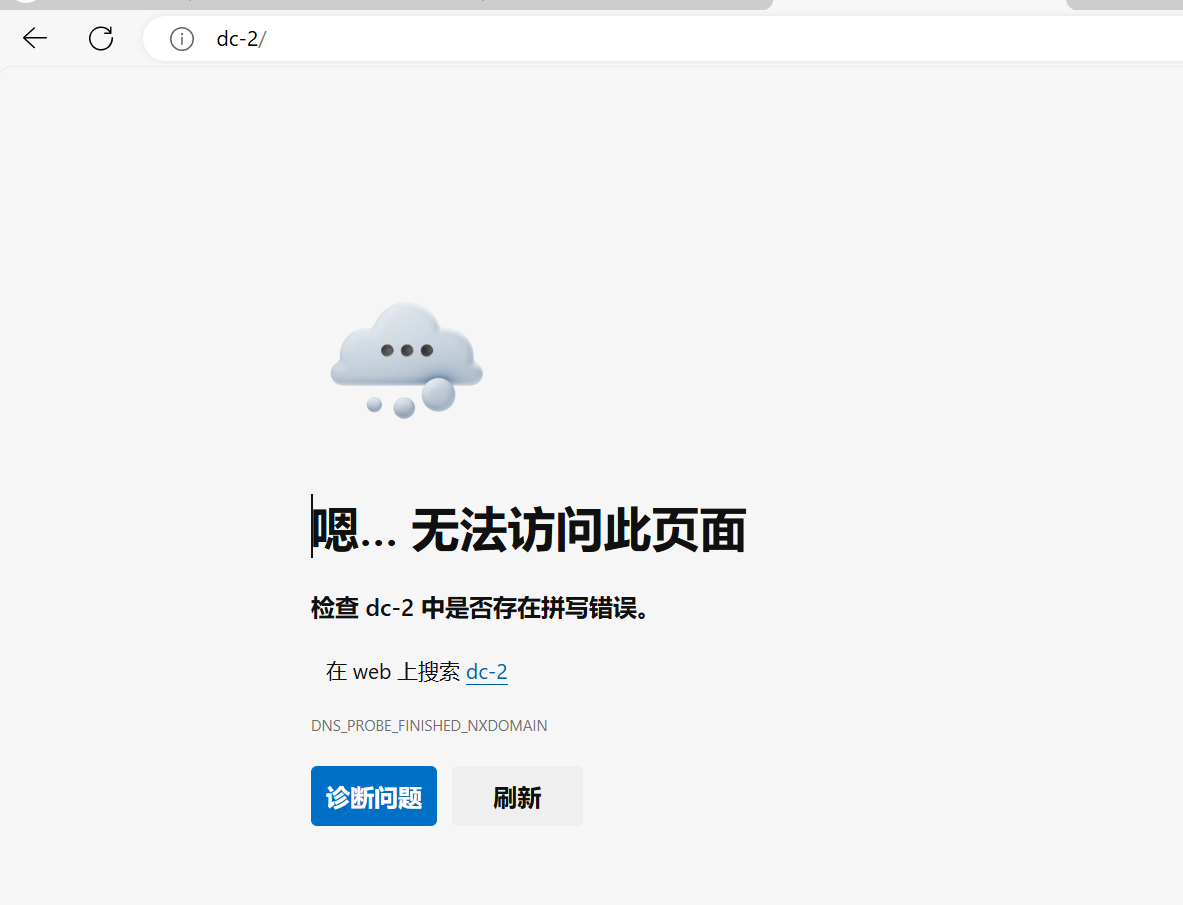 dc-2/
嗯... 无法访问此页面
检查 dc-2 中是否存在拼写错误。
在 web 上搜索 dc-2
DNS_PROBE_FINISHED_NXDOMAIN
诊断问题
刷新